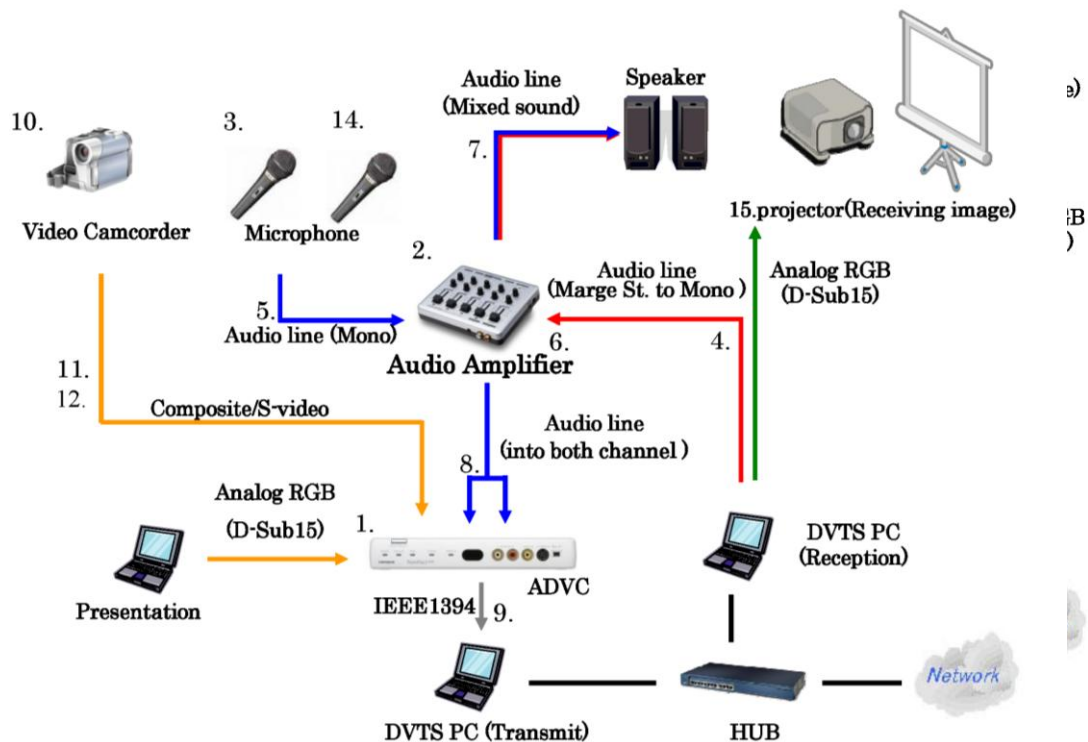 Audio line
(Mixed sound)
Speaker
e)
10.
3.
14.
7.
Video Camcorder
Microphone
15.projector(Receiving image)
GB
)
2.
Audio line
(Marge St. to Mono )
Analog RGB
(D-Sub15)
5.
Audio line (Mono)
6.
4.
Audio Amplifier
11.
12.
Composite/S-video
Audio line
(into both channel )
8.
Analog RGB
(D-Sub15)
1.
DVTS PC
(Reception)
Presentation
ADVC
IEEE1394
9.
Network
DVTS PC (Transmit)
HUB